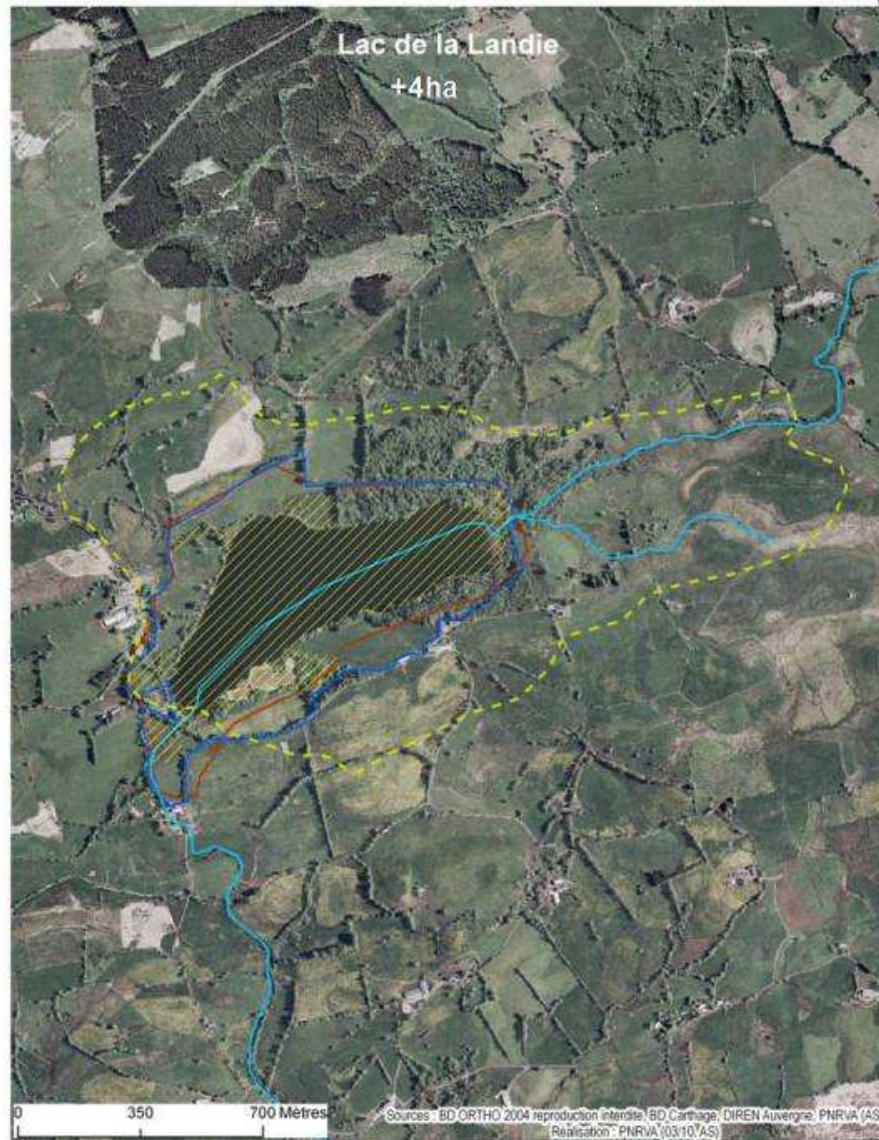 Lac de la Landie
+4ha
0 350 700 Mètres
Sources : BD ORTHO 2004 reproduction interdite, BD Carthage, DIREN Auvergne, PNRVA (AS
Réalisation : PNRVA (03/10, AS)